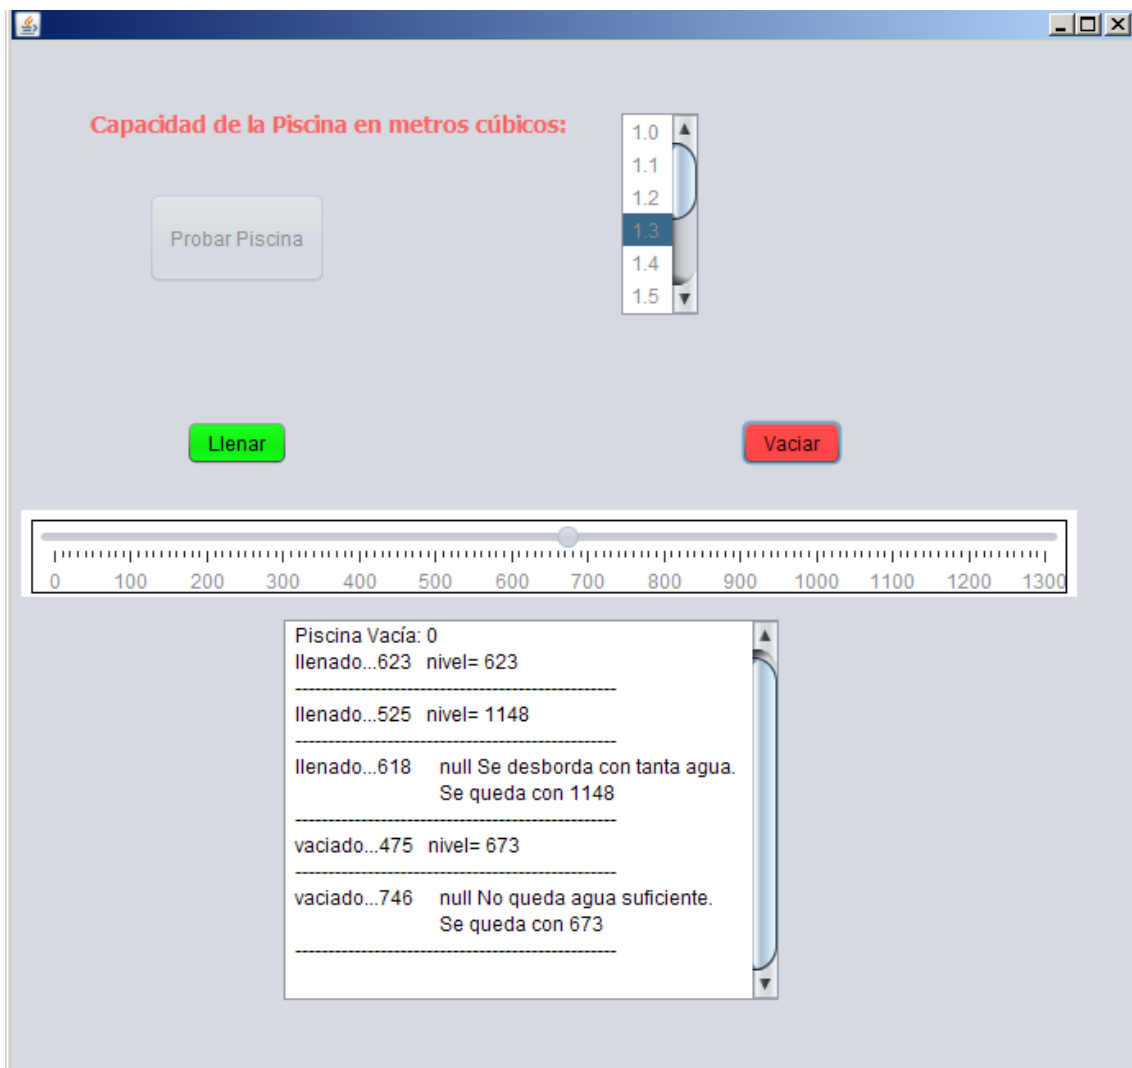 Capacidad de la Piscina en metros cúbicos:
1.0
1.1
1.2
1.3
1.4
1.5
Probar Piscina
Llenar
Vaciar
0 100 200 300 400 500 600 700 800 900 1000 1100 1200 1300
Piscina Vacía: 0
llenado...623 nivel= 623
------------------------------------------------
llenado...525 nivel= 1148
------------------------------------------------
llenado...618 null Se desborda con tanta agua.
Se queda con 1148
------------------------------------------------
vaciado...475 nivel= 673
------------------------------------------------
vaciado...746 null No queda agua suficiente.
Se queda con 673
------------------------------------------------